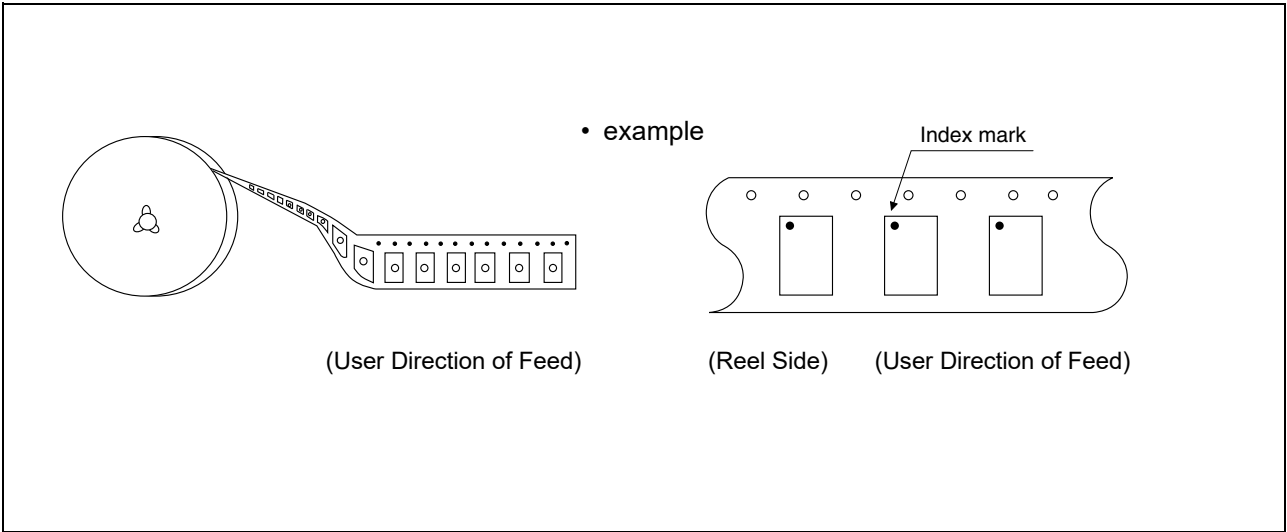 • example
Index mark
(User Direction of Feed)
(Reel Side)
(User Direction of Feed)